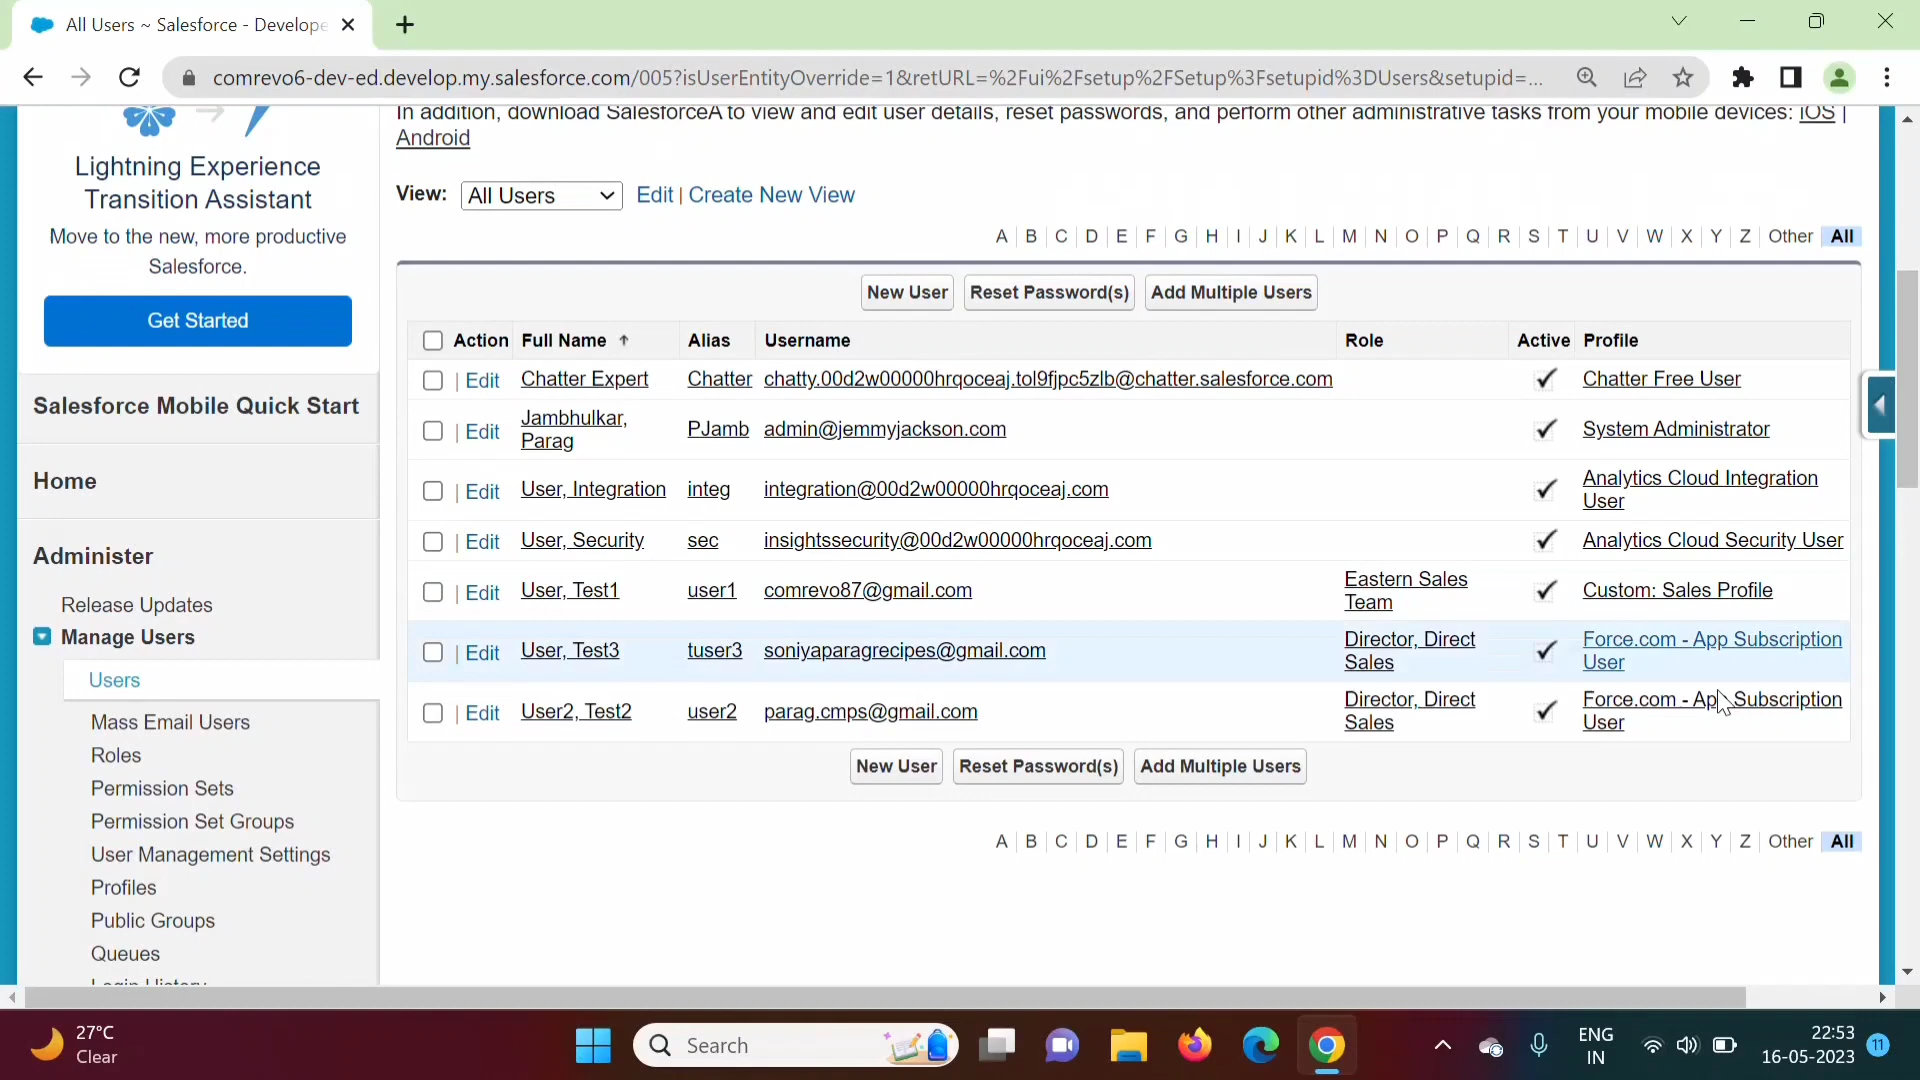 All Users ~ Salesforce - Develope
comrevo6-dev-ed.develop.my.salesforce.com/005?isUserEntityOverride=1&retURL=%2Fui%2Fsetup%2FSetup%3Fsetupid%3DUsers&setupid=...
In addition, download SalesforceA to view and edit user details, reset passwords, and perform other administrative tasks from your mobile devices: iOS |
Android
Lightning Experience
Transition Assistant
Move to the new, more productive
Salesforce.
Get Started
Salesforce Mobile Quick Start
Home
Administer
Release Updates
Manage Users
Users
Mass Email Users
Roles
Permission Sets
Permission Set Groups
User Management Settings
Profiles
Public Groups
Queues
Login History
View: All Users Edit | Create New View
A | B | C | D | E | F | G | H | I | J | K | L | M | N | O | P | Q | R | S | T | U | V | W | X | Y | Z | Other All
New User Reset Password(s) Add Multiple Users
Action Full Name ↑ Alias Username Role Active Profile
| Edit Chatter Expert Chatter chatty.00d2w00000hrqoceaj.tol9fjpc5zlb@chatter.salesforce.com Chatter Free User
| Edit Jambhulkar, Parag PJamb admin@jemmyjackson.com System Administrator
| Edit User, Integration integ integration@00d2w00000hrqoceaj.com Analytics Cloud Integration User
| Edit User, Security sec insightssecurity@00d2w00000hrqoceaj.com Analytics Cloud Security User
| Edit User, Test1 user1 comrevo87@gmail.com Eastern Sales Team Custom: Sales Profile
| Edit User, Test3 tuser3 soniyaparagrecipes@gmail.com Director, Direct Sales Force.com - App Subscription User
| Edit User2, Test2 user2 parag.cmps@gmail.com Director, Direct Sales Force.com - App Subscription User
New User Reset Password(s) Add Multiple Users
A | B | C | D | E | F | G | H | I | J | K | L | M | N | O | P | Q | R | S | T | U | V | W | X | Y | Z | Other All
27°C
Clear
Search
ENG
IN
22:53
16-05-2023
11